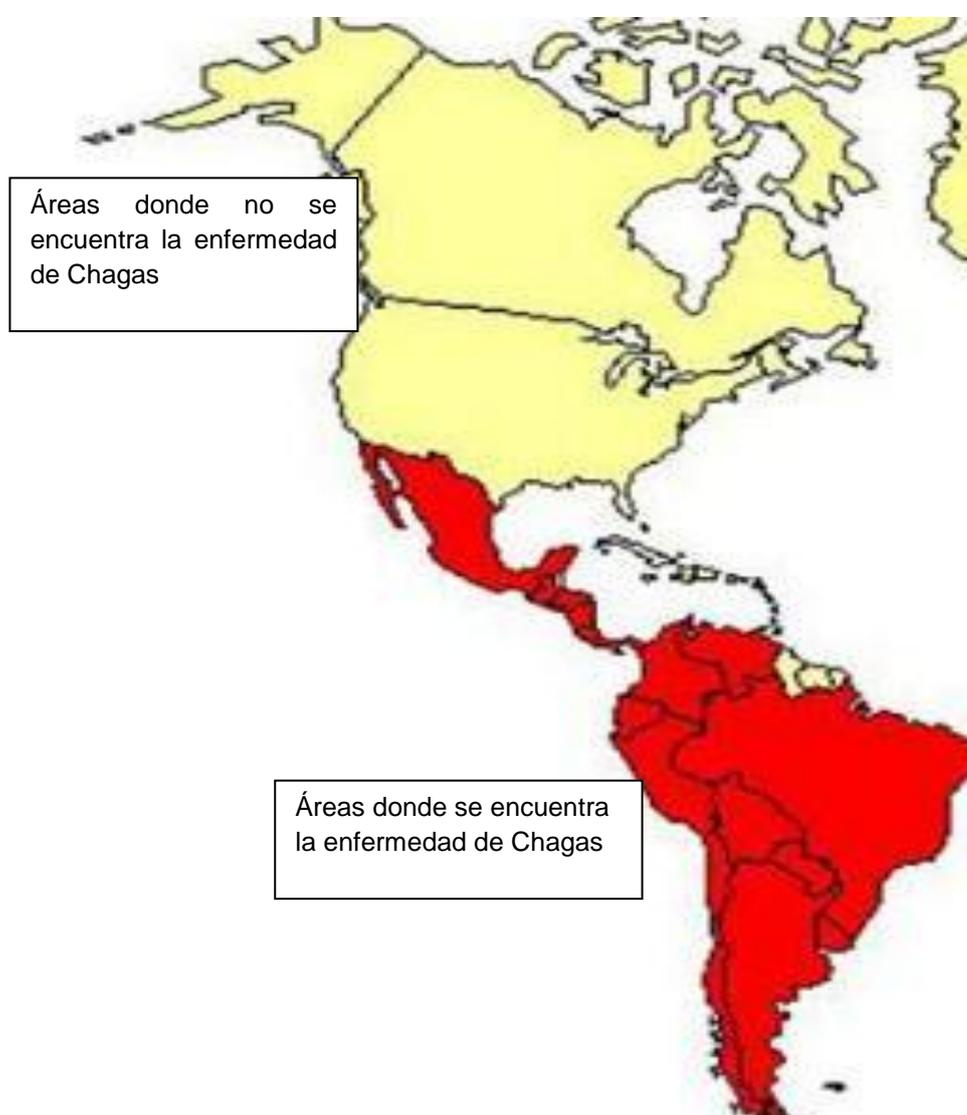 Áreas donde no se
encuentra la enfermedad
de Chagas
Áreas donde se encuentra
la enfermedad de Chagas